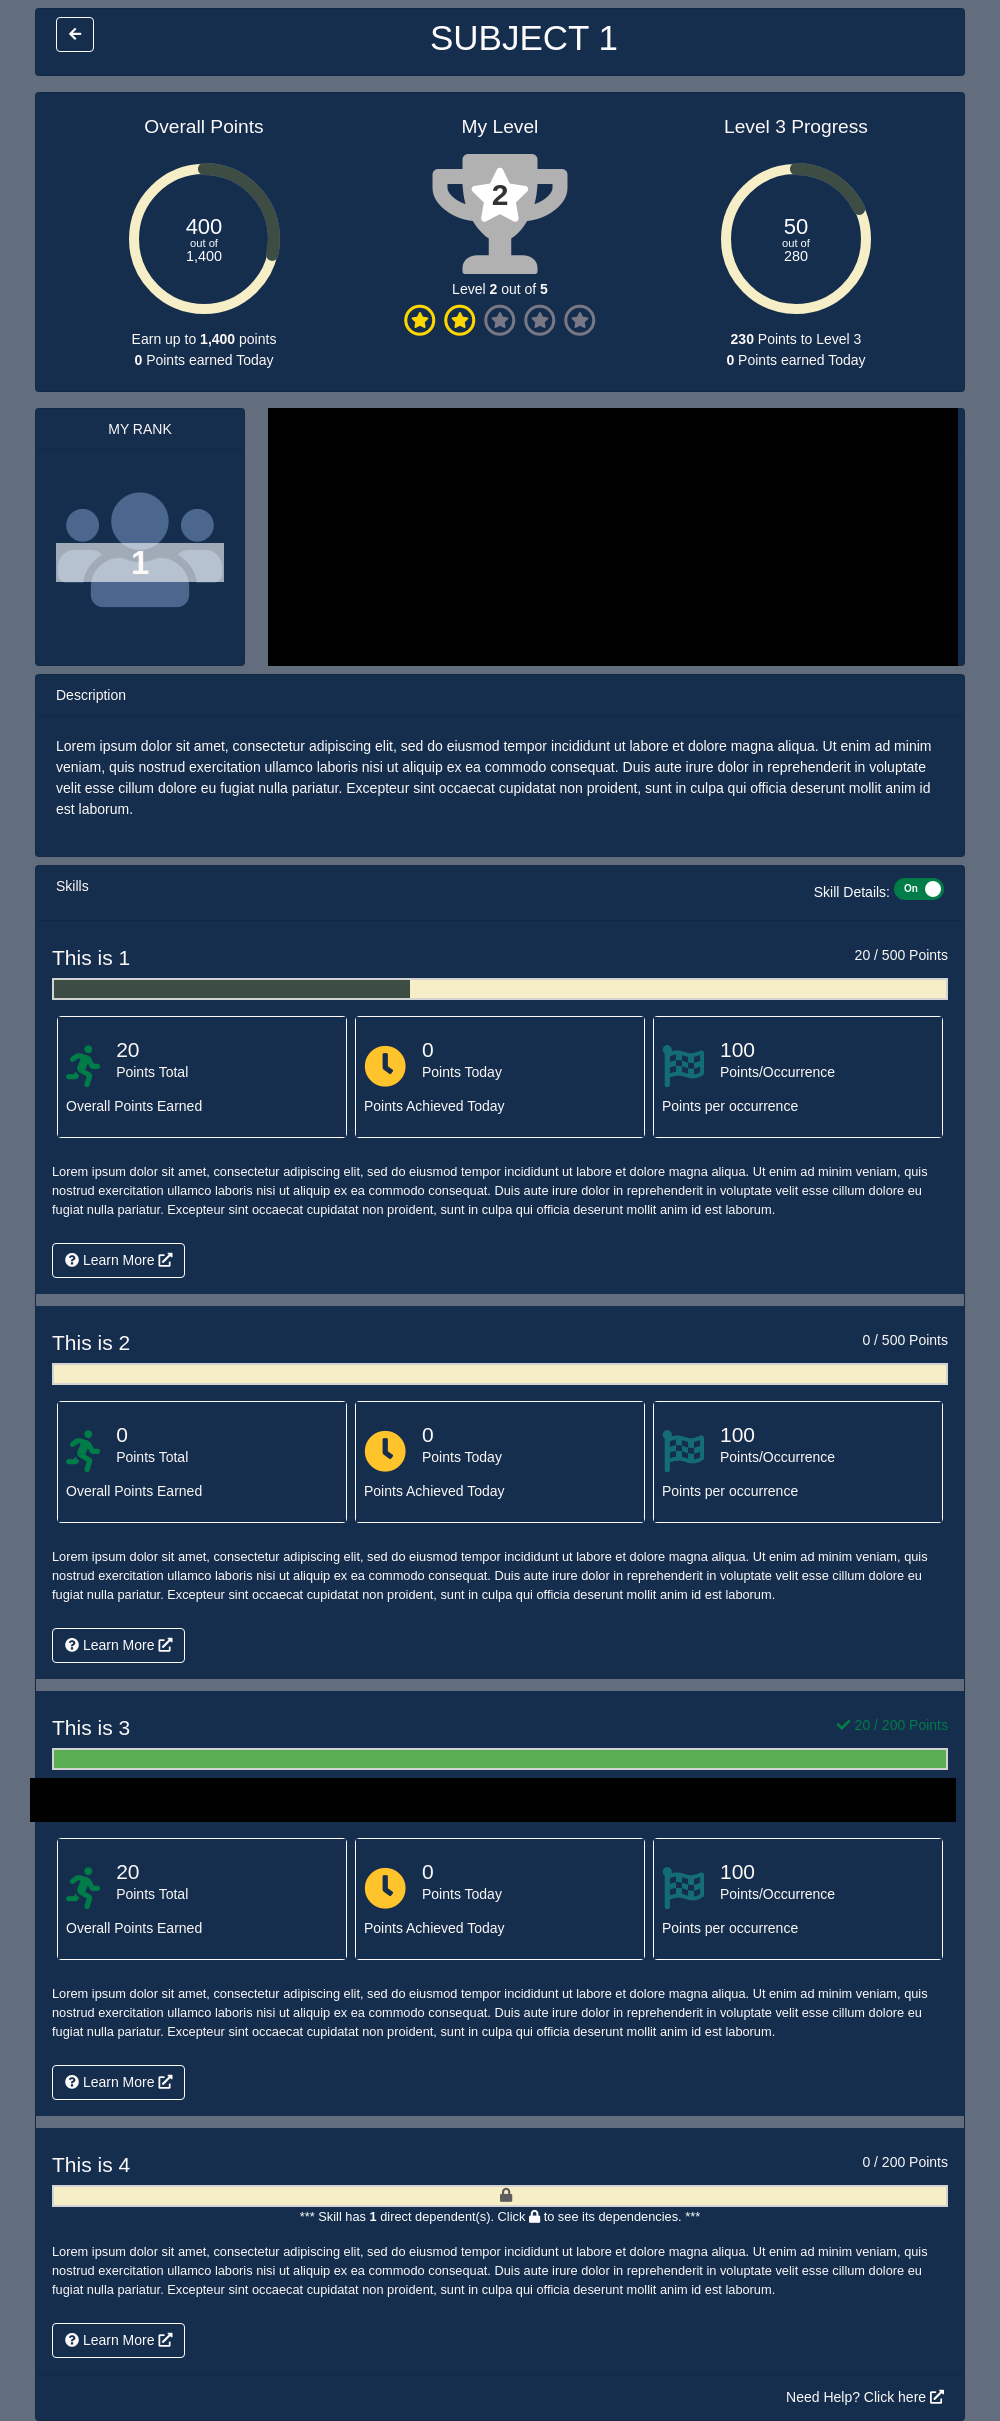 SUBJECT 1
Overall Points
400
out of
1,400
Earn up to 1,400 points
0 Points earned Today
My Level
2
Level 2 out of 5
Level 3 Progress
50
out of
280
230 Points to Level 3
0 Points earned Today
MY RANK
1
Description
Lorem ipsum dolor sit amet, consectetur adipiscing elit, sed do eiusmod tempor incididunt ut labore et dolore magna aliqua. Ut enim ad minim
veniam, quis nostrud exercitation ullamco laboris nisi ut aliquip ex ea commodo consequat. Duis aute irure dolor in reprehenderit in voluptate
velit esse cillum dolore eu fugiat nulla pariatur. Excepteur sint occaecat cupidatat non proident, sunt in culpa qui officia deserunt mollit anim id
est laborum.
Skills
Skill Details: On
This is 1
20 / 500 Points
20
Points Total
Overall Points Earned
0
Points Today
Points Achieved Today
100
Points/Occurrence
Points per occurrence
Lorem ipsum dolor sit amet, consectetur adipiscing elit, sed do eiusmod tempor incididunt ut labore et dolore magna aliqua. Ut enim ad minim veniam, quis
nostrud exercitation ullamco laboris nisi ut aliquip ex ea commodo consequat. Duis aute irure dolor in reprehenderit in voluptate velit esse cillum dolore eu
fugiat nulla pariatur. Excepteur sint occaecat cupidatat non proident, sunt in culpa qui officia deserunt mollit anim id est laborum.
Learn More
This is 2
0 / 500 Points
0
Points Total
Overall Points Earned
0
Points Today
Points Achieved Today
100
Points/Occurrence
Points per occurrence
Lorem ipsum dolor sit amet, consectetur adipiscing elit, sed do eiusmod tempor incididunt ut labore et dolore magna aliqua. Ut enim ad minim veniam, quis
nostrud exercitation ullamco laboris nisi ut aliquip ex ea commodo consequat. Duis aute irure dolor in reprehenderit in voluptate velit esse cillum dolore eu
fugiat nulla pariatur. Excepteur sint occaecat cupidatat non proident, sunt in culpa qui officia deserunt mollit anim id est laborum.
Learn More
This is 3
20 / 200 Points
20
Points Total
Overall Points Earned
0
Points Today
Points Achieved Today
100
Points/Occurrence
Points per occurrence
Lorem ipsum dolor sit amet, consectetur adipiscing elit, sed do eiusmod tempor incididunt ut labore et dolore magna aliqua. Ut enim ad minim veniam, quis
nostrud exercitation ullamco laboris nisi ut aliquip ex ea commodo consequat. Duis aute irure dolor in reprehenderit in voluptate velit esse cillum dolore eu
fugiat nulla pariatur. Excepteur sint occaecat cupidatat non proident, sunt in culpa qui officia deserunt mollit anim id est laborum.
Learn More
This is 4
0 / 200 Points
*** Skill has 1 direct dependent(s). Click to see its dependencies. ***
Lorem ipsum dolor sit amet, consectetur adipiscing elit, sed do eiusmod tempor incididunt ut labore et dolore magna aliqua. Ut enim ad minim veniam, quis
nostrud exercitation ullamco laboris nisi ut aliquip ex ea commodo consequat. Duis aute irure dolor in reprehenderit in voluptate velit esse cillum dolore eu
fugiat nulla pariatur. Excepteur sint occaecat cupidatat non proident, sunt in culpa qui officia deserunt mollit anim id est laborum.
Learn More
Need Help? Click here